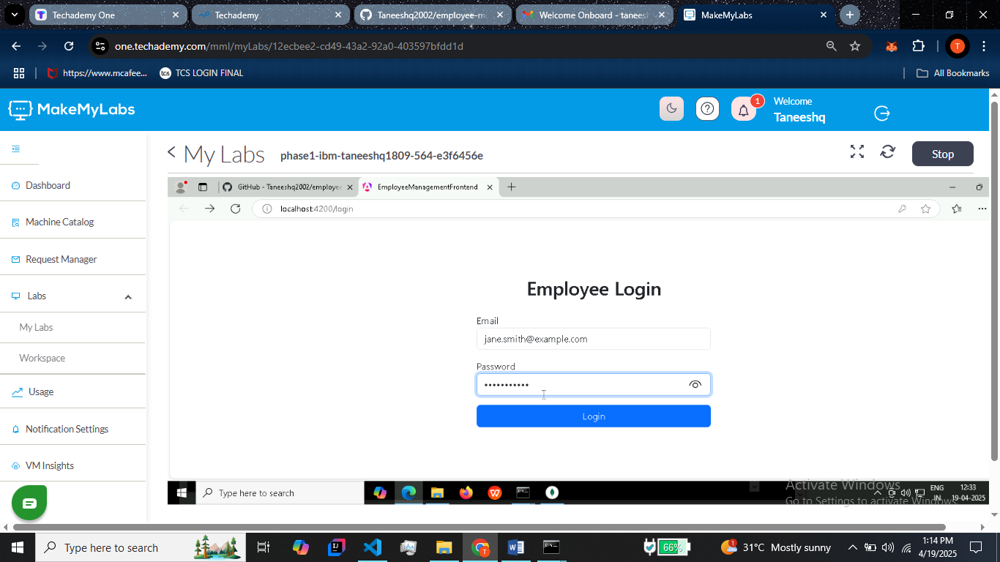 Techademy One
Techademy
Taneeshq2002/employee-m
Welcome Onboard - taneesh
MakeMyLabs
one.techademy.com/mml/myLabs/12ecbee2-cd49-43a2-92a0-403597bfdd1d
T
https://www.mcafee...
tcs
TCS LOGIN FINAL
All Bookmarks
MakeMyLabs
1
Welcome
Taneeshq
My Labs
phase1-ibm-taneeshq1809-564-e3f6456e
Stop
Dashboard
Machine Catalog
Request Manager
Labs
My Labs
Workspace
Usage
Notification Settings
VM Insights
GitHub - Taneeshq2002/employee
EmployeeManagementFrontend
localhost:4200/login
Employee Login
Email
jane.smith@example.com
Password
•••••••••••
Login
Activate Windows
Go to Settings to activate Windows.
Type here to search
ENG
IN
12:33
19-04-2025
Type here to search
66%
31°C Mostly sunny
1:14 PM
4/19/2025